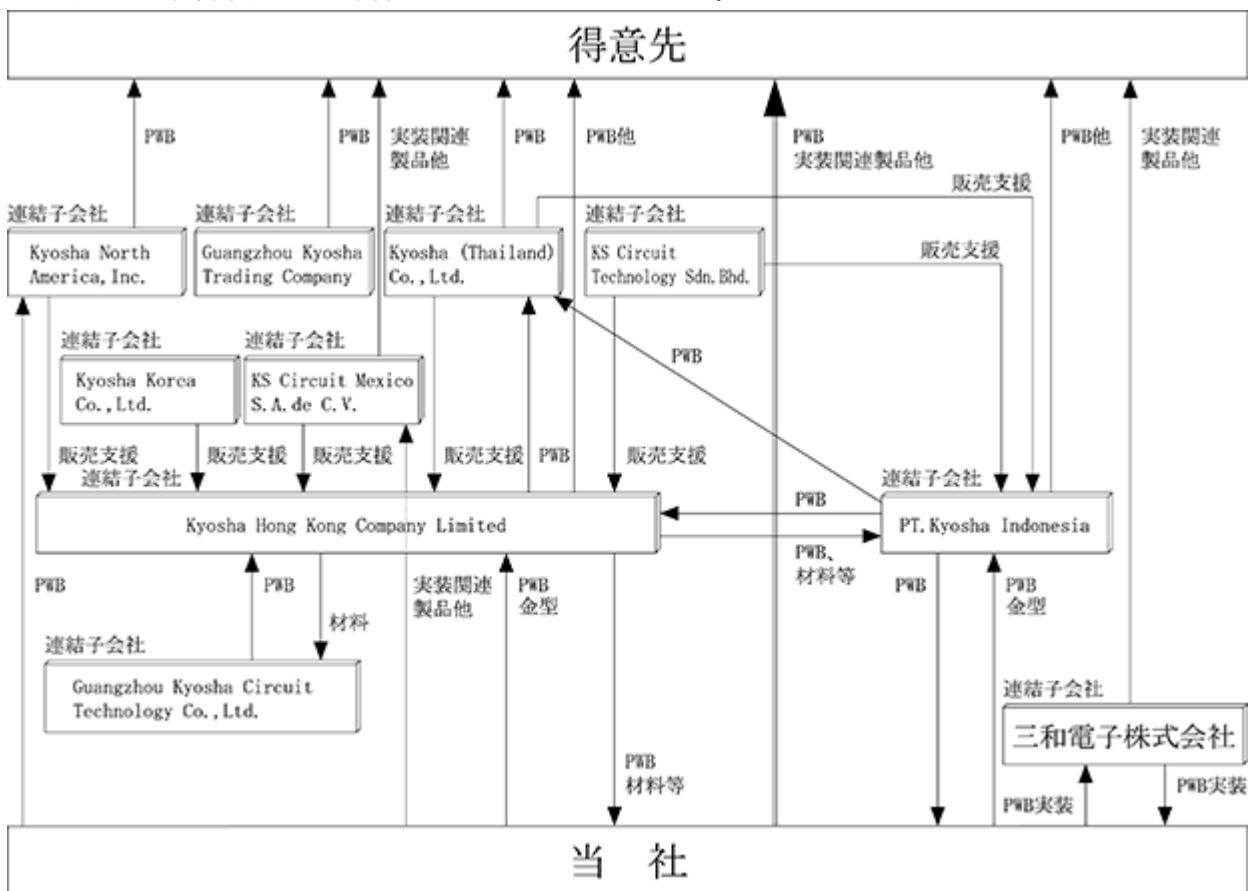 得意先
PWB
PWB
実装関連
製品他
PWB
PWB他
PWB
実装関連製品他
PWB他
実装関連
製品他
販売支援
連結子会社
Kyosha North
America,Inc.
連結子会社
Guangzhou Kyosha
Trading Company
連結子会社
Kyosha (Thailand)
Co.,Ltd.
連結子会社
KS Circuit
Technology Sdn.Bhd.
販売支援
PWB
連結子会社
Kyosha Korca
Co.,Ltd.
連結子会社
KS Circuit Mexico
S.A.de C.V.
販売支援
販売支援
販売支援
販売支援
PWB
販売支援
連結子会社
Kyosha Hong Kong Company Limited
PWB
PWB、
材料等
連結子会社
PT.Kyosha Indonesia
PWB
PWB
材料
実装関連
製品他
PWB
金型
PWB
PWB
金型
連結子会社
Guangzhou Kyosha Circuit
Technology Co.,Ltd.
PWB
材料等
連結子会社
三和電子株式会社
PWB実装
PWB実装
当 社